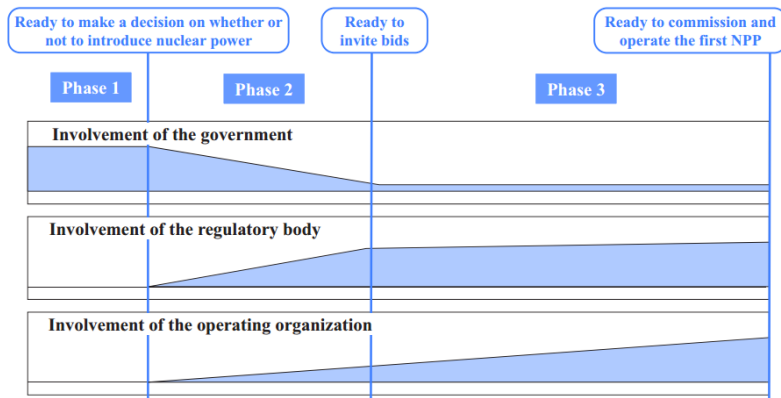 Ready to make a decision on whether or
not to introduce nuclear power
Ready to
invite bids
Ready to commission and
operate the first NPP
Phase 1
Phase 2
Phase 3
Involvement of the government
Involvement of the regulatory body
Involvement of the operating organization